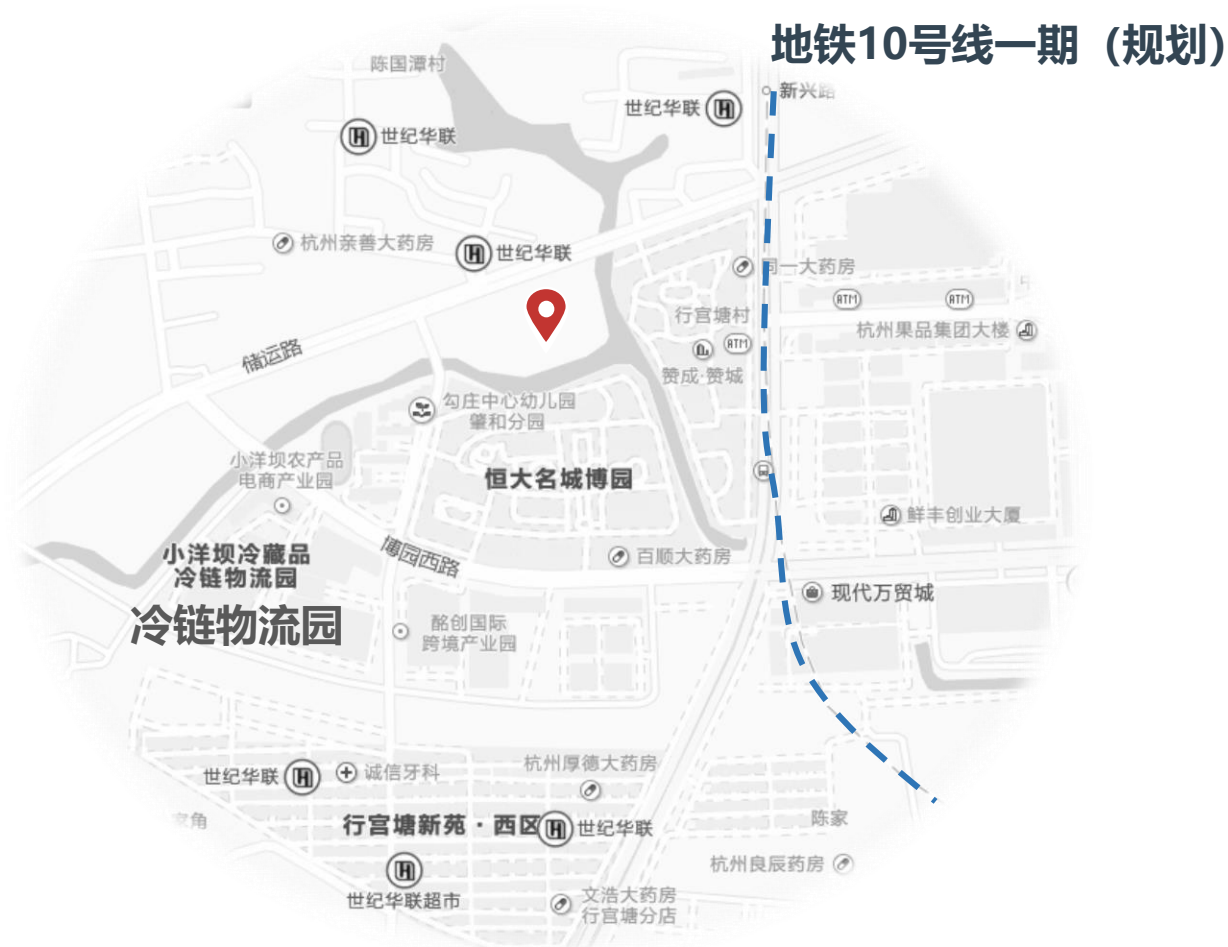 地铁10号线一期（规划）
陈国潭村
新兴路
世纪华联
世纪华联
杭州亲善大药房
世纪华联
同一大药房
行宫塘村
杭州果品集团大楼
ATM
ATM
ATM
储运路
赞成·赞城
勾庄中心幼儿园
肇和分园
小洋坝农产品
电商产业园
恒大名城博园
鲜丰创业大厦
小洋坝冷藏品
冷链物流园
博园西路
百顺大药房
现代万贸城
冷链物流园
酩创国际
跨境产业园
杭州厚德大药房
世纪华联
诚信牙科
行宫塘新苑·西区
世纪华联
陈家
杭州良辰药房
世纪华联超市
文浩大药房
行宫塘分店